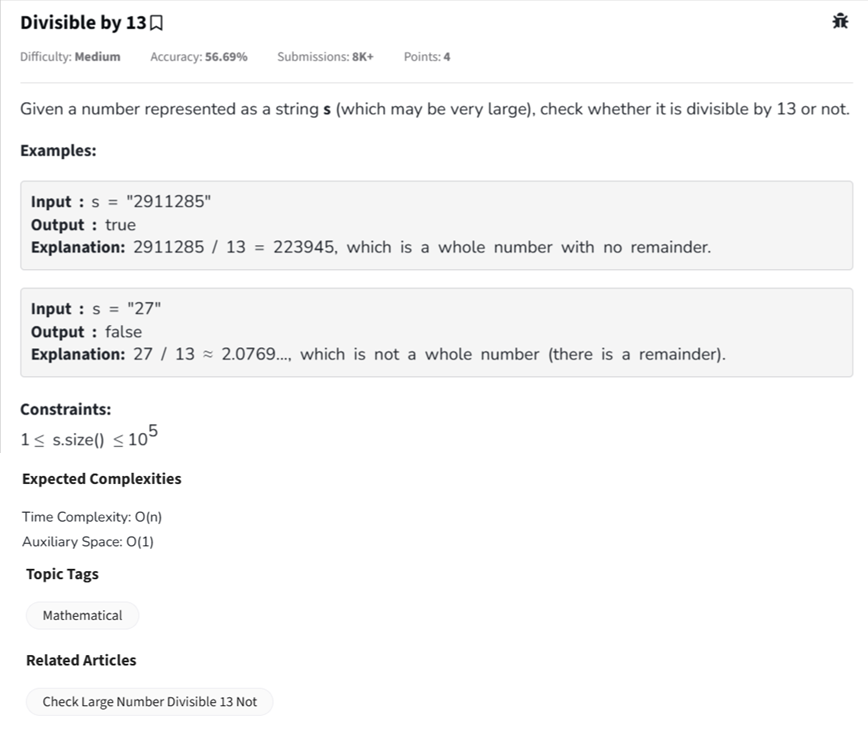 Divisible by 13
Difficulty: Medium Accuracy: 56.69% Submissions: 8K+ Points: 4
Given a number represented as a string s (which may be very large), check whether it is divisible by 13 or not.
Examples:
Input : s = "2911285"
Output : true
Explanation: 2911285 / 13 = 223945, which is a whole number with no remainder.
Input : s = "27"
Output : false
Explanation: 27 / 13 ≈ 2.0769..., which is not a whole number (there is a remainder).
Constraints:
1 ≤ s.size() ≤ 10^5
Expected Complexities
Time Complexity: O(n)
Auxiliary Space: O(1)
Topic Tags
Mathematical
Related Articles
Check Large Number Divisible 13 Not